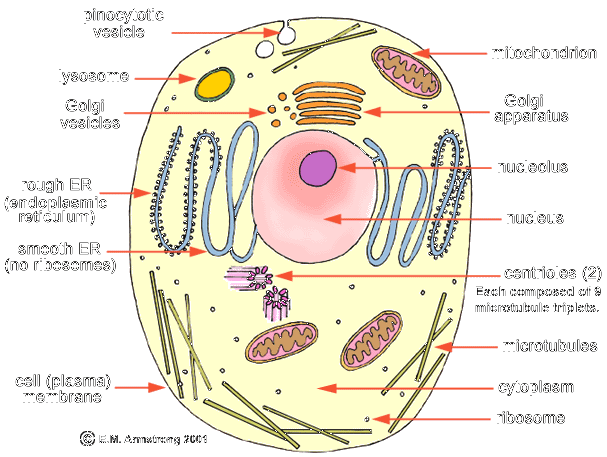 pinocytotic
vesicle
mitochondrion
lysosome
Golgi
vesicles
Golgi
apparatus
nucleolus
rough ER
(endoplasmic
reticulum)
nucleus
smooth ER
(no ribosomes)
centrioles (2)
Each composed of 9
microtubule triplets.
microtubules
cell (plasma)
membrane
cytoplasm
ribosome
© E.M. Armstrong 2001